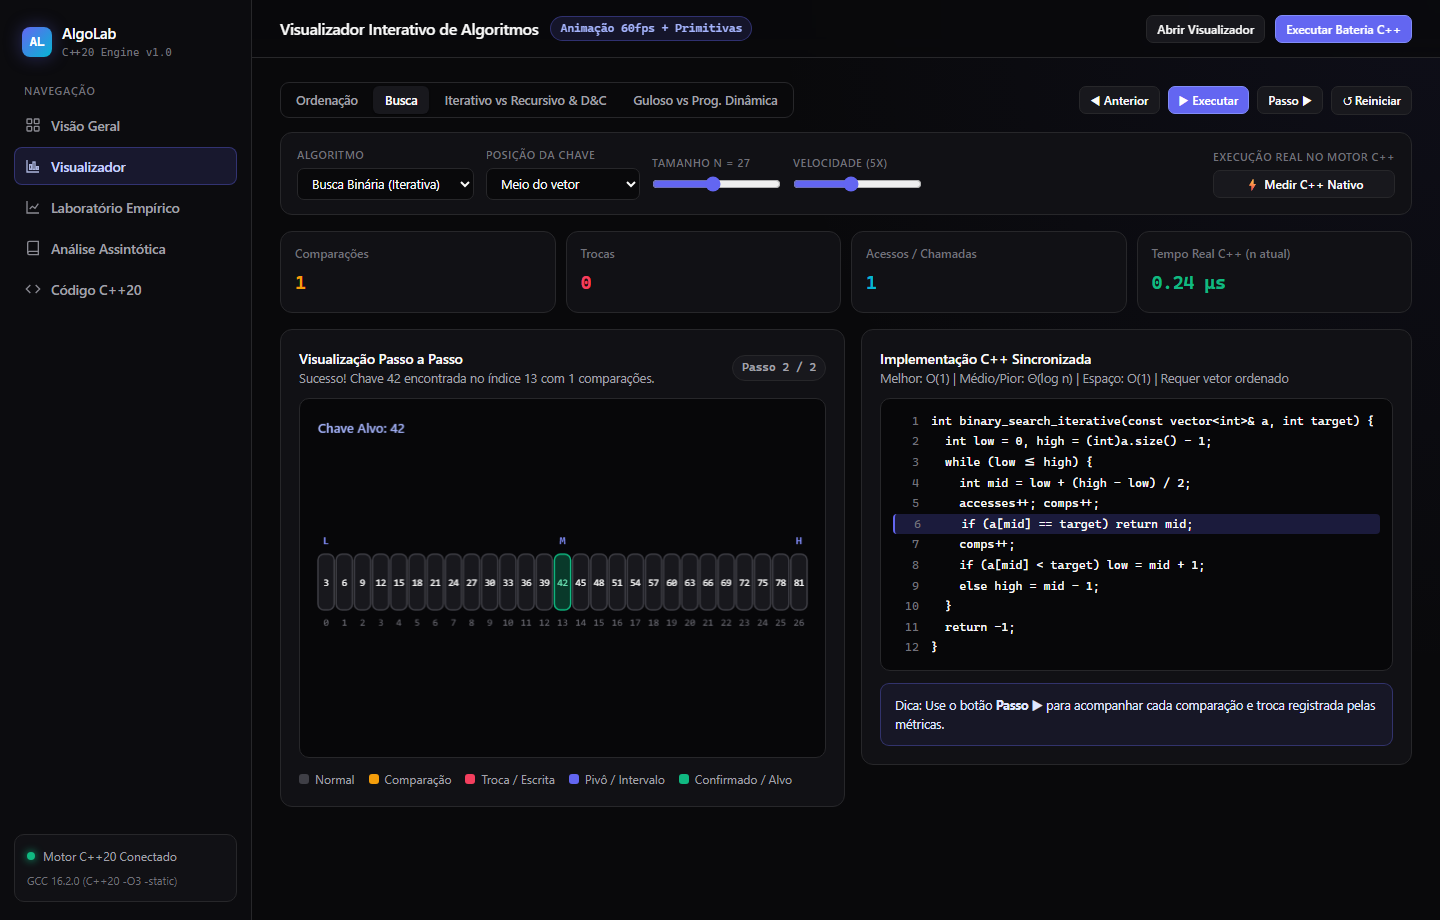 AL
AlgoLab
C++20 Engine v1.0
NAVEGAÇÃO
Visão Geral
Visualizador
Laboratório Empírico
Análise Assintótica
Código C++20
Motor C++20 Conectado
GCC 16.2.0 (C++20 -O3 -static)
Visualizador Interativo de Algoritmos
Animação 60fps + Primitivas
Abrir Visualizador
Executar Bateria C++
Ordenação Busca Iterativo vs Recursivo & D&C Guloso vs Prog. Dinâmica
◀ Anterior ▶ Executar Passo ▶ ↺ Reiniciar
ALGORITMO
Busca Binária (Iterativa)
POSIÇÃO DA CHAVE
Meio do vetor
TAMANHO N = 27
VELOCIDADE (5X)
EXECUÇÃO REAL NO MOTOR C++
⚡ Medir C++ Nativo
Comparações
1
Trocas
0
Acessos / Chamadas
1
Tempo Real C++ (n atual)
0.24 µs
Visualização Passo a Passo
Sucesso! Chave 42 encontrada no índice 13 com 1 comparações.
Passo 2 / 2
Chave Alvo: 42
L M H
3 6 9 12 15 18 21 24 27 30 33 36 39 42 45 48 51 54 57 60 63 66 69 72 75 78 81
0 1 2 3 4 5 6 7 8 9 10 11 12 13 14 15 16 17 18 19 20 21 22 23 24 25 26
Normal Comparação Troca / Escrita Pivô / Intervalo Confirmado / Alvo
Implementação C++ Sincronizada
Melhor: O(1) | Médio/Pior: Θ(log n) | Espaço: O(1) | Requer vetor ordenado
1 int binary_search_iterative(const vector<int>& a, int target) {
2 int low = 0, high = (int)a.size() - 1;
3 while (low ≤ high) {
4 int mid = low + (high - low) / 2;
5 accesses++; comps++;
6 if (a[mid] == target) return mid;
7 comps++;
8 if (a[mid] < target) low = mid + 1;
9 else high = mid - 1;
10 }
11 return -1;
12 }
Dica: Use o botão Passo ▶ para acompanhar cada comparação e troca registrada pelas
métricas.